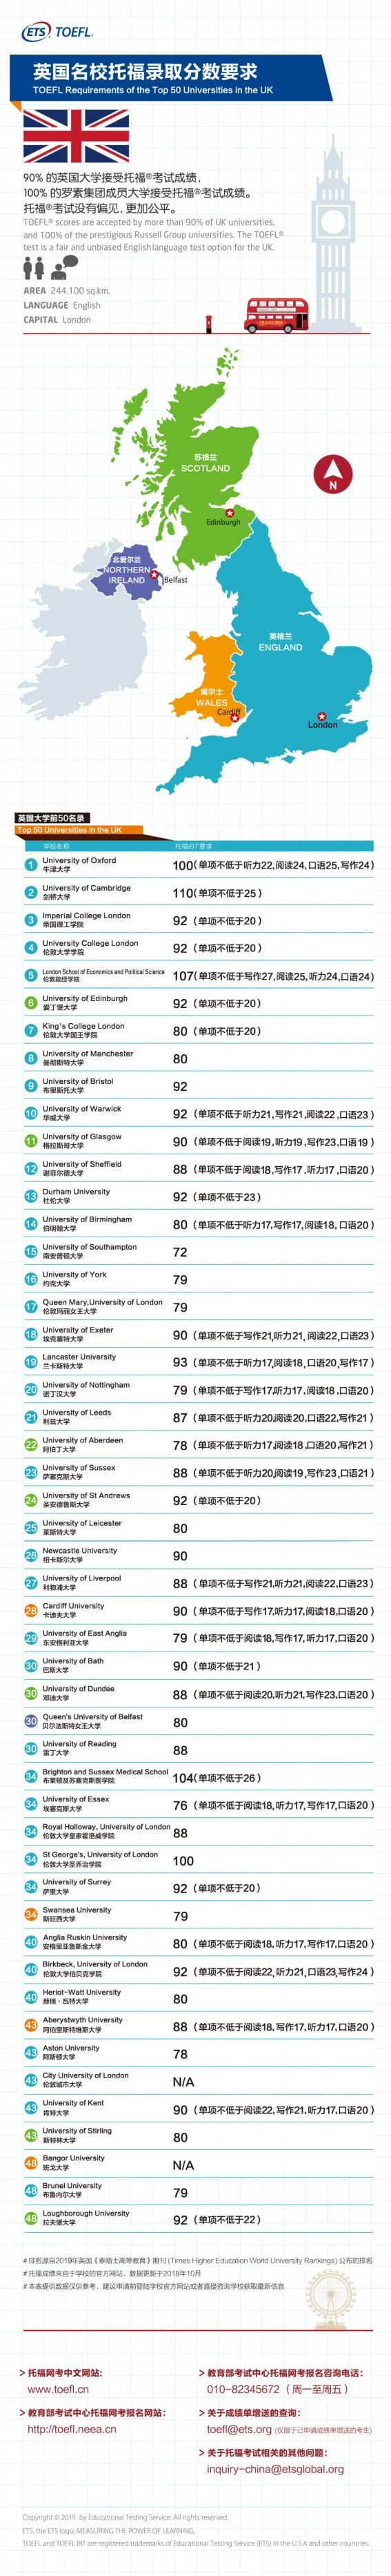 ETS TOEFL®
英国名校托福录取分数要求
TOEFL Requirements of the Top 50 Universities in the UK
90% 的英国大学接受托福®考试成绩，
100% 的罗素集团成员大学接受托福®考试成绩。
托福®考试没有偏见，更加公平。
TOEFL® scores are accepted by more than 90% of UK universities,
and 100% of the prestigious Russell Group universities. The TOEFL®
test is a fair and unbiased English language test option for the UK.
AREA 244,100 sq.km.
LANGUAGE English
CAPITAL London
苏格兰
SCOTLAND
N
Edinburgh
北爱尔兰
NORTHERN
IRELAND
Belfast
英格兰
ENGLAND
威尔士
WALES
Cardiff
London
英国大学前50名录
Top 50 Universities in the UK
学校名称 托福iBT要求
1 University of Oxford
牛津大学
100(单项不低于听力22,阅读24,口语25,写作24)
2 University of Cambridge
剑桥大学
110(单项不低于25)
3 Imperial College London
帝国理工学院
92 (单项不低于20)
4 University College London
伦敦大学学院
92 (单项不低于20)
5 London School of Economics and Political Science
伦敦政经学院
107(单项不低于写作27,阅读25,听力24,口语24)
6 University of Edinburgh
爱丁堡大学
92 (单项不低于20)
7 King's College London
伦敦大学国王学院
80 (单项不低于20)
8 University of Manchester
曼彻斯特大学
80
9 University of Bristol
布里斯托大学
92
10 University of Warwick
华威大学
92 (单项不低于听力21,写作21,阅读22,口语23)
11 University of Glasgow
格拉斯哥大学
90 (单项不低于阅读19,听力19,写作23,口语19)
12 University of Sheffield
谢菲尔德大学
88 (单项不低于阅读18,写作17,听力17,口语20)
13 Durham University
杜伦大学
92 (单项不低于23)
14 University of Birmingham
伯明翰大学
80 (单项不低于听力17,写作17,阅读18,口语20)
15 University of Southampton
南安普顿大学
72
16 University of York
约克大学
79
17 Queen Mary,University of London
伦敦玛丽女王大学
79
18 University of Exeter
埃克塞特大学
90 (单项不低于写作21,听力21,阅读22,口语23)
19 Lancaster University
兰卡斯特大学
93 (单项不低于听力17,阅读18,口语20,写作17)
20 University of Nottingham
诺丁汉大学
79 (单项不低于写作17,听力17,阅读18,口语20)
21 University of Leeds
利兹大学
87 (单项不低于听力20,阅读20,口语22,写作21)
22 University of Aberdeen
阿伯丁大学
78 (单项不低于听力17,阅读18,口语20,写作21)
23 University of Sussex
萨塞克斯大学
88 (单项不低于听力20,阅读19,写作23,口语21)
24 University of St Andrews
圣安德鲁斯大学
92 (单项不低于20)
25 University of Leicester
莱斯特大学
80
26 Newcastle University
纽卡斯尔大学
90
27 University of Liverpool
利物浦大学
88 (单项不低于写作21,听力21,阅读22,口语23)
28 Cardiff University
卡迪夫大学
90 (单项不低于写作17,听力17,阅读18,口语20)
29 University of East Anglia
东安格利亚大学
79 (单项不低于阅读18,写作17,听力17,口语20)
30 University of Bath
巴斯大学
90 (单项不低于21)
30 University of Dundee
邓迪大学
88 (单项不低于阅读20,听力21,写作23,口语20)
30 Queen's University of Belfast
贝尔法斯特女王大学
80
30 University of Reading
雷丁大学
88
34 Brighton and Sussex Medical School
布莱顿及苏塞克斯医学院
104(单项不低于26)
34 University of Essex
埃塞克斯大学
76 (单项不低于阅读18,听力17,写作17,口语20)
34 Royal Holloway, University of London
伦敦大学皇家霍洛威学院
88
34 St George's, University of London
伦敦大学圣乔治学院
100
34 University of Surrey
萨里大学
92 (单项不低于20)
34 Swansea University
斯旺西大学
79
40 Anglia Ruskin University
安格里亚鲁斯金大学
80 (单项不低于阅读18,听力17,写作17,口语20)
40 Birkbeck, University of London
伦敦大学伯贝克学院
92 (单项不低于阅读22,听力21,口语23,写作24)
40 Heriot-Watt University
赫瑞·瓦特大学
80
43 Aberystwyth University
阿伯里斯特维斯大学
88 (单项不低于阅读18,写作17,听力17,口语20)
43 Aston University
阿斯顿大学
78
43 City University of London
伦敦城市大学
N/A
43 University of Kent
肯特大学
90 (单项不低于阅读22,写作21,听力17,口语20)
43 University of Stirling
斯特林大学
80
48 Bangor University
班戈大学
N/A
48 Brunel University
布鲁内尔大学
79
48 Loughborough University
拉夫堡大学
92 (单项不低于22)
# 排名源自2019年英国《泰晤士高等教育》期刊 (Times Higher Education World University Rankings) 公布的排名
# 托福成绩来自于学校的官方网站，数据更新于2018年10月
# 本表提供数据仅供参考，建议申请前登陆学校官方网站或者直接咨询学校获取最新信息
> 托福网考中文网站:
www.toefl.cn
> 教育部考试中心托福网考报名咨询电话:
010-82345672 (周一至周五)
> 教育部考试中心托福网考报名网站:
http://toefl.neea.cn
> 关于成绩单增送的查询:
toefl@ets.org (仅限于已申请成绩单增送的考生)
> 关于托福考试相关的其他问题:
inquiry-china@etsglobal.org
Copyright © 2019 by Educational Testing Service. All rights reserved.
ETS, the ETS logo, MEASURING THE POWER OF LEARNING,
TOEFL and TOEFL iBT are registered trademarks of Educational Testing Service (ETS) in the U.S.A and other countries.